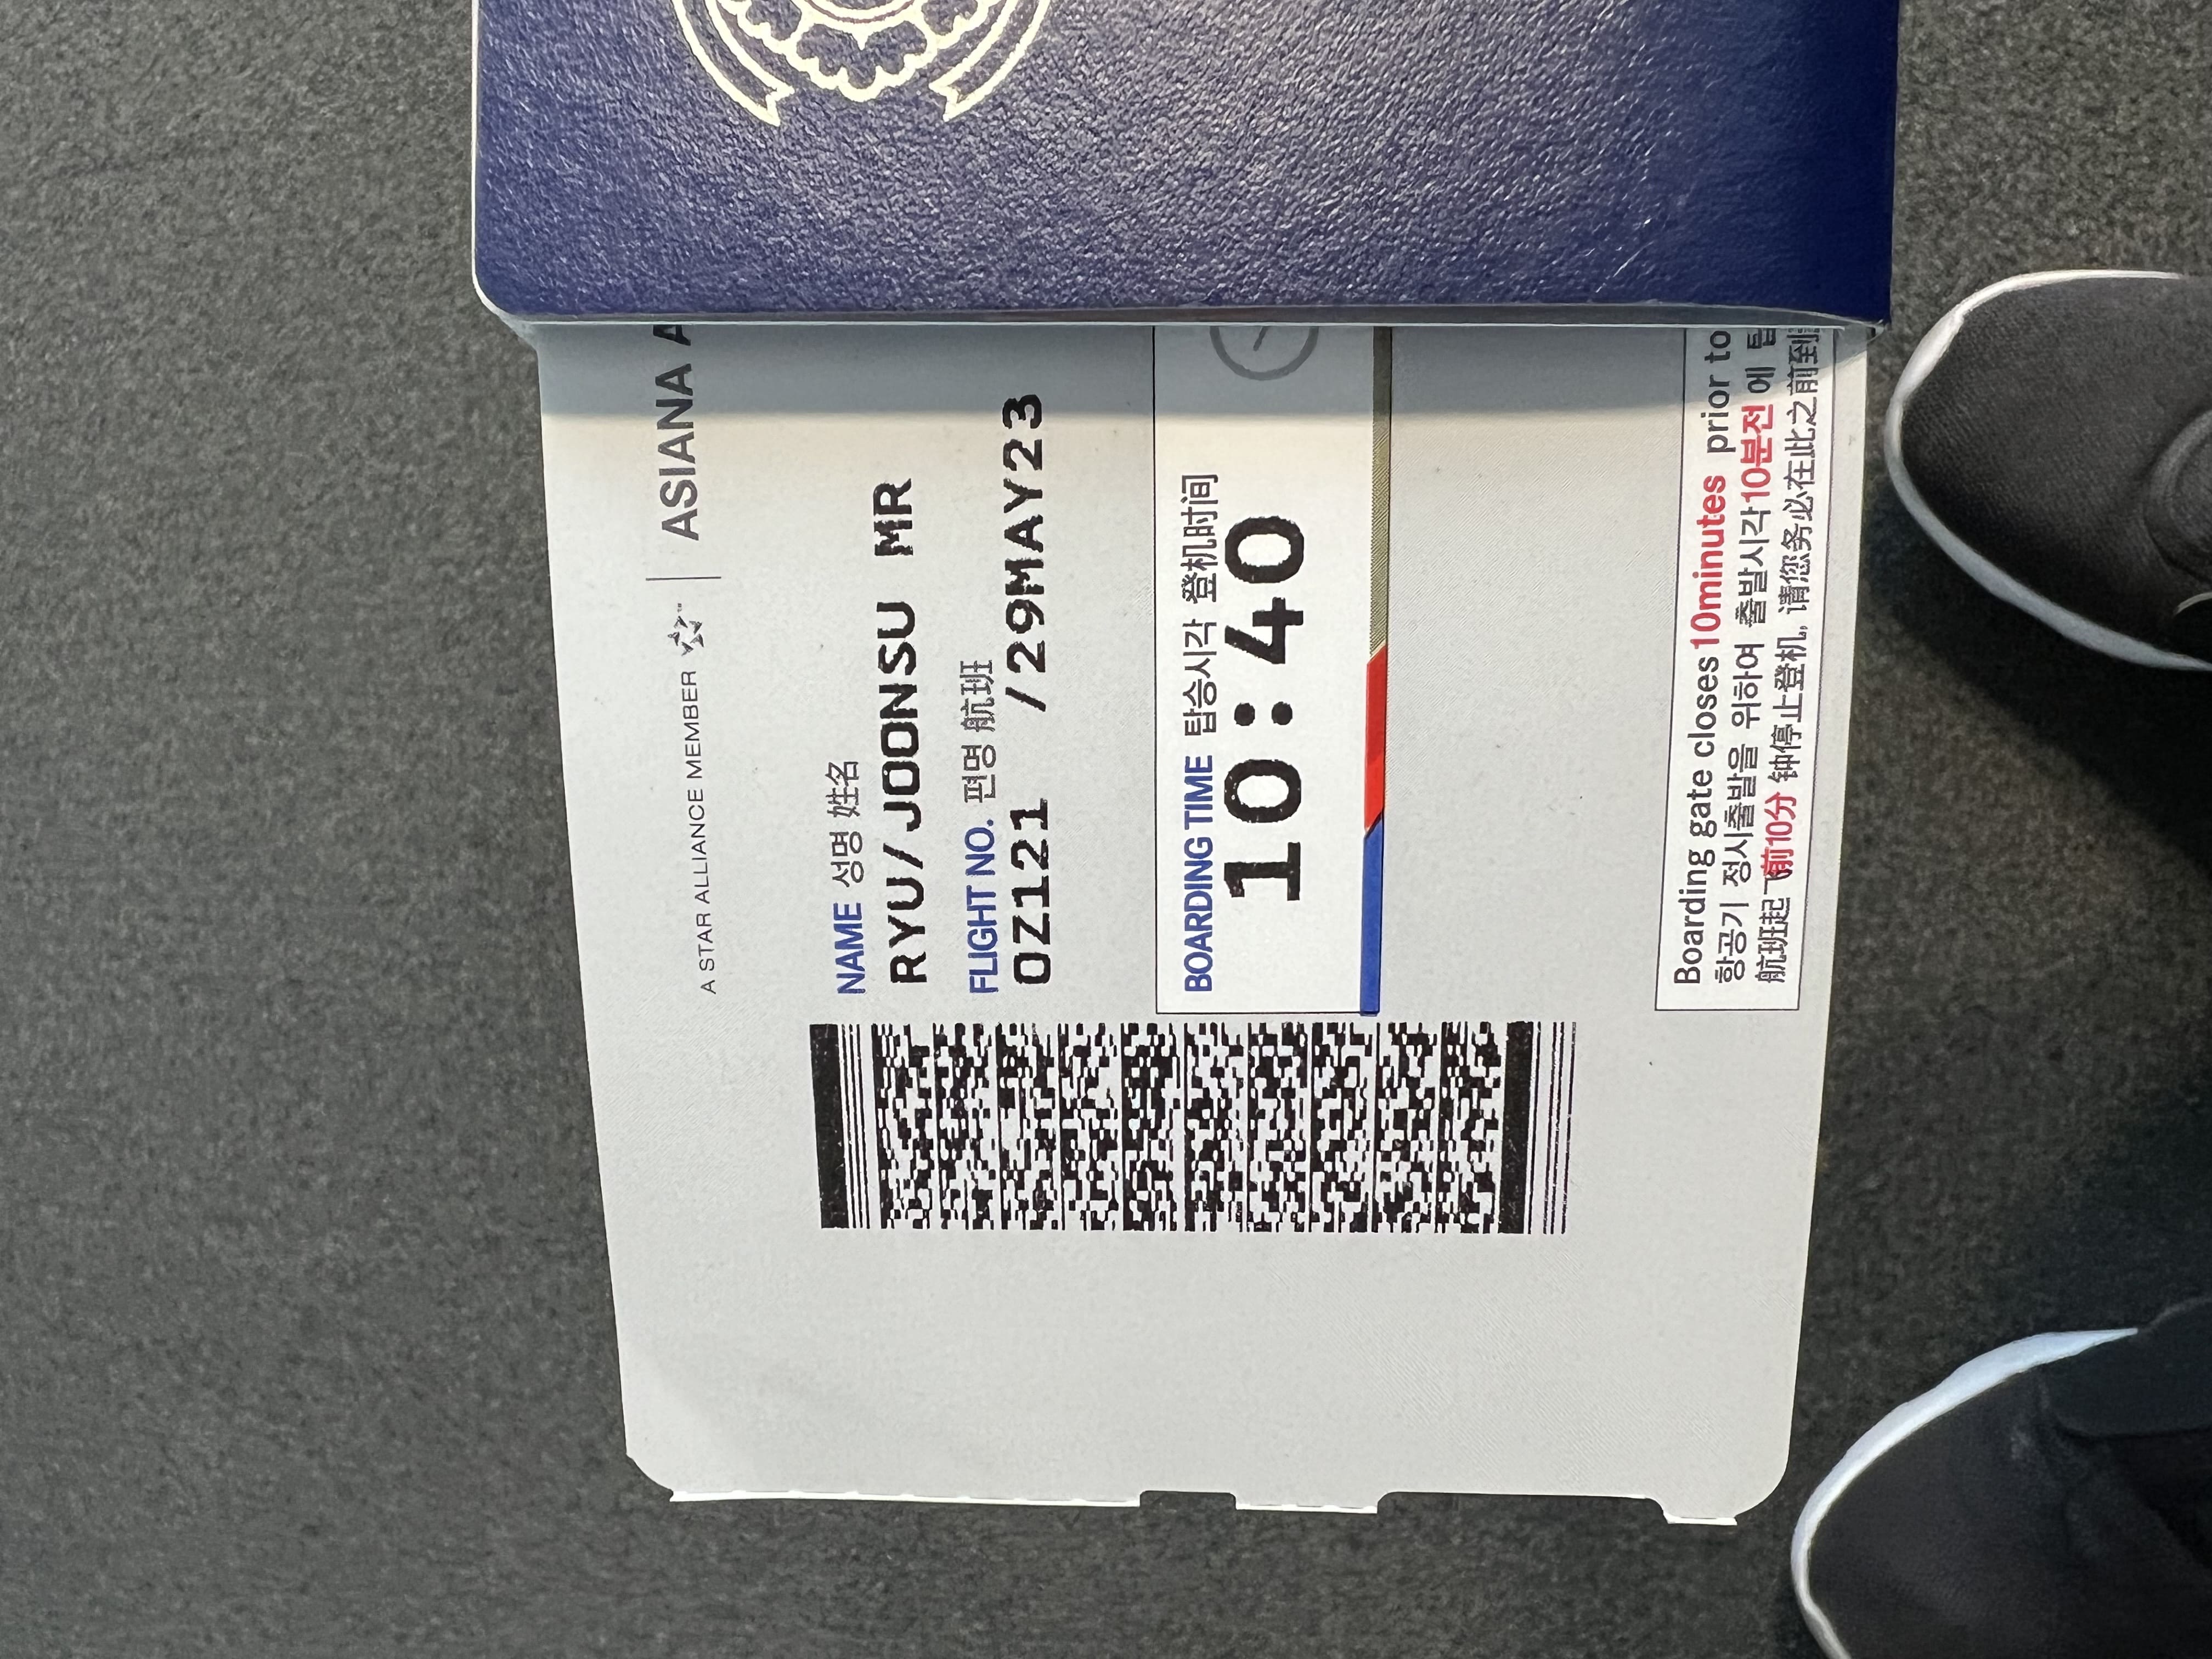 A STAR ALLIANCE MEMBER ™ | ASIANA A
NAME 성명 姓名
RYU/JOONSU MR
FLIGHT NO. 편명 航班
OZ121 /29MAY23
BOARDING TIME 탑승시각 登机时间
10:40
Boarding gate closes 10minutes prior to
항공기 정시출발을 위하여 출발시각 10분전 에 탑
航班起飞前10分 钟停止登机, 请您务必在此之前到